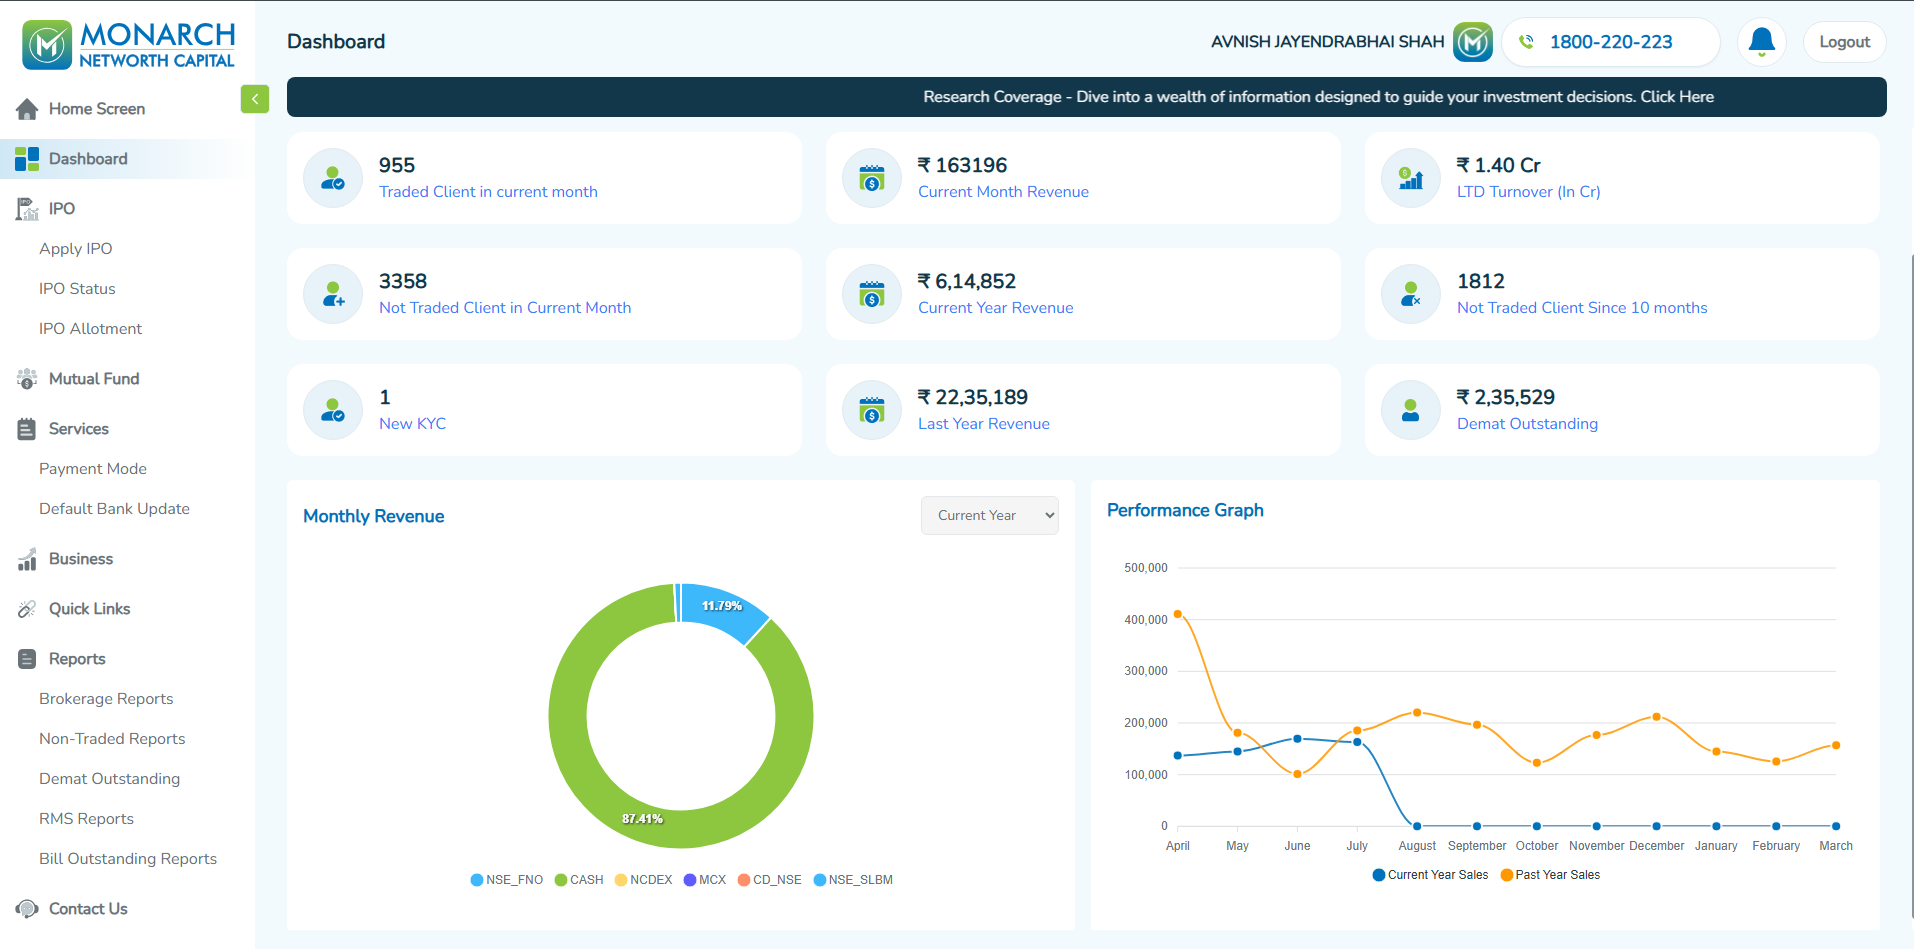 MONARCH
NETWORTH CAPITAL
Home Screen
Dashboard
IPO
Apply IPO
IPO Status
IPO Allotment
Mutual Fund
Services
Payment Mode
Default Bank Update
Business
Quick Links
Reports
Brokerage Reports
Non-Traded Reports
Demat Outstanding
RMS Reports
Bill Outstanding Reports
Contact Us
Dashboard
AVNISH JAYENDRABHAI SHAH
1800-220-223
Logout
Research Coverage - Dive into a wealth of information designed to guide your investment decisions. Click Here
955
Traded Client in current month
₹ 163196
Current Month Revenue
₹ 1.40 Cr
LTD Turnover (In Cr)
3358
Not Traded Client in Current Month
₹ 6,14,852
Current Year Revenue
1812
Not Traded Client Since 10 months
1
New KYC
₹ 22,35,189
Last Year Revenue
₹ 2,35,529
Demat Outstanding
Monthly Revenue
Current Year
11.79%
87.41%
NSE_FNO CASH NCDEX MCX CD_NSE NSE_SLBM
Performance Graph
500,000
400,000
300,000
200,000
100,000
0
April May June July August September October November December January February March
Current Year Sales Past Year Sales